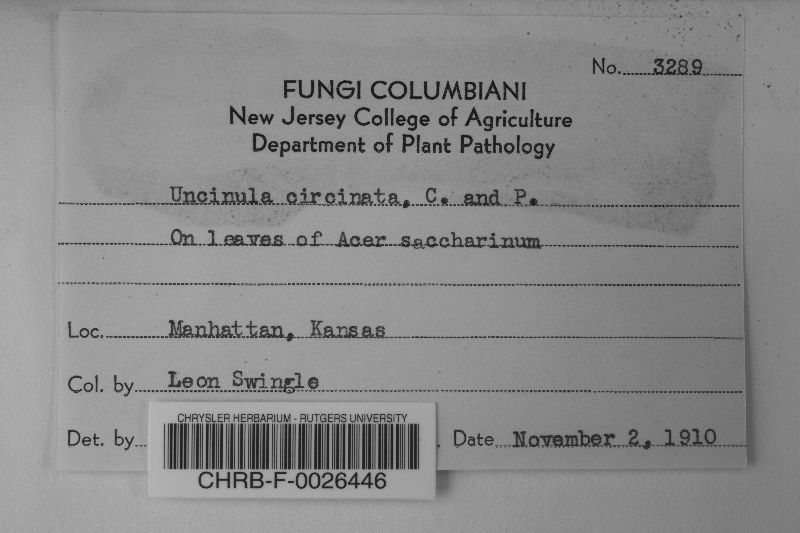 No. 3289
FUNGI COLUMBIANI
New Jersey College of Agriculture
Department of Plant Pathology
Uncinula circinata, C. and P.
On leaves of Acer saccharinum
Loc. Manhattan, Kansas
Col. by Leon Swingle
Det. by Date November 2, 1910
CHRYSLER HERBARIUM - RUTGERS UNIVERSITY
CHRB-F-0026446